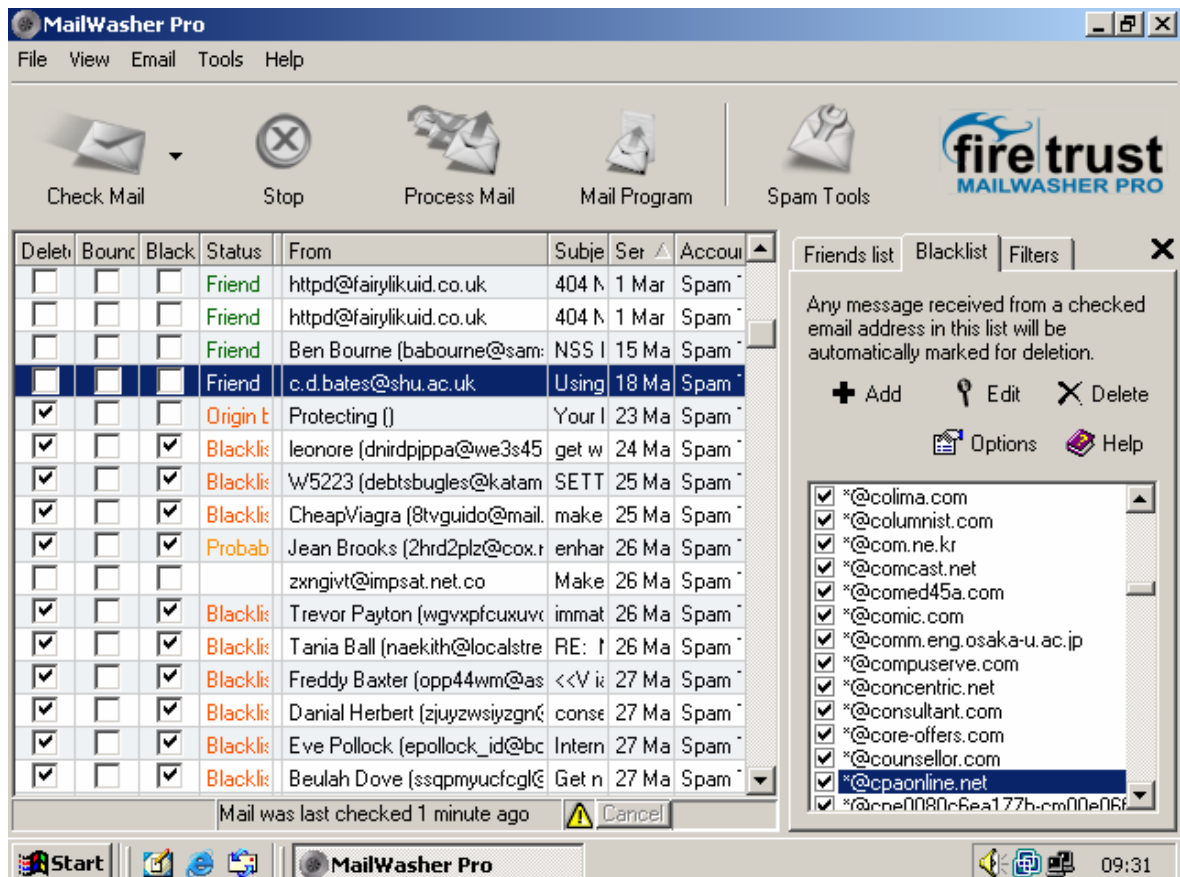 MailWasher Pro
File View Email Tools Help
Check Mail Stop Process Mail Mail Program Spam Tools
fire trust
MAILWASHER PRO
Delet Bounc Black Status From Subje Ser Accou
Friend httpd@fairylikuid.co.uk 404 N 1 Mar Spam
Friend httpd@fairylikuid.co.uk 404 N 1 Mar Spam
Friend Ben Bourne (babourne@sam NSS I 15 Ma Spam
Friend c.d.bates@shu.ac.uk Using 18 Ma Spam
Origin b Protecting () Your 23 Ma Spam
Blacklis leonore (dnirdpjppa@we3s45 get w 24 Ma Spam
Blacklis W5223 (debtsbugles@katam SETT 25 Ma Spam
Blacklis CheapViagra (8tvguido@mail. make 25 Ma Spam
Probab Jean Brooks (2hrd2plz@cox.r enhar 26 Ma Spam
zxngivt@impsat.net.co Make 26 Ma Spam
Blacklis Trevor Payton (wgvxpfcuxuvc immat 26 Ma Spam
Blacklis Tania Ball (naekith@localstre RE: 26 Ma Spam
Blacklis Freddy Baxter (opp44wm@as <<V ia 27 Ma Spam
Blacklis Danial Herbert (zjuyzwsiyzgn conse 27 Ma Spam
Blacklis Eve Pollock (epollock_id@bc Intern 27 Ma Spam
Blacklis Beulah Dove (ssqpmyucfcgl@ Get n 27 Ma Spam
Mail was last checked 1 minute ago Cancel
Friends list Blacklist Filters
Any message received from a checked
email address in this list will be
automatically marked for deletion.
Add Edit Delete
Options Help
*@colima.com
*@columnist.com
*@com.ne.kr
*@comcast.net
*@comed45a.com
*@comic.com
*@comm.eng.osaka-u.ac.jp
*@compuserve.com
*@concentric.net
*@consultant.com
*@core-offers.com
*@counsellor.com
*@cpaonline.net
*@cpe0080c6ea177b-cm00e06f
Start MailWasher Pro 09:31